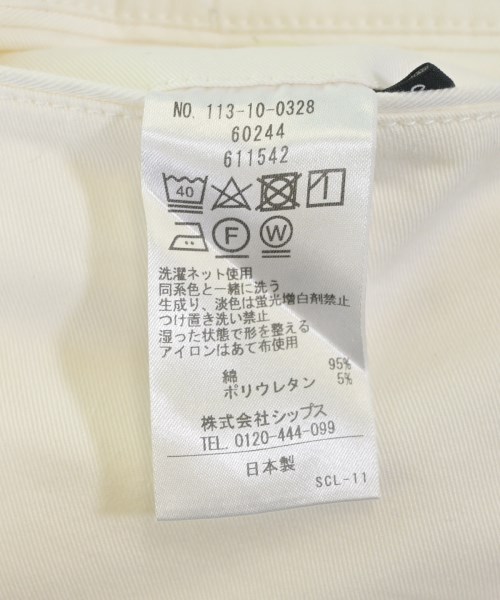 NO. 113-10-0328
60244
611542
40
F W
洗濯ネット使用
同系色と一緒に洗う
生成り、淡色は蛍光増白剤禁止
つけ置き洗い禁止
湿った状態で形を整える
アイロンはあて布使用
綿 95%
ポリウレタン 5%
株式会社シップス
TEL. 0120-444-099
日本製
SCL-11